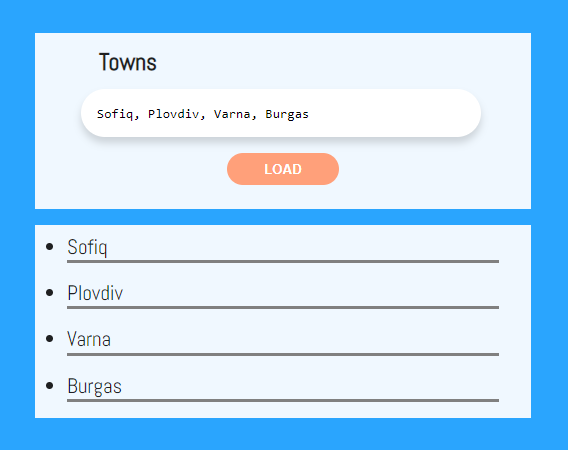 Towns
Sofiq, Plovdiv, Varna, Burgas
LOAD
Sofiq
Plovdiv
Varna
Burgas